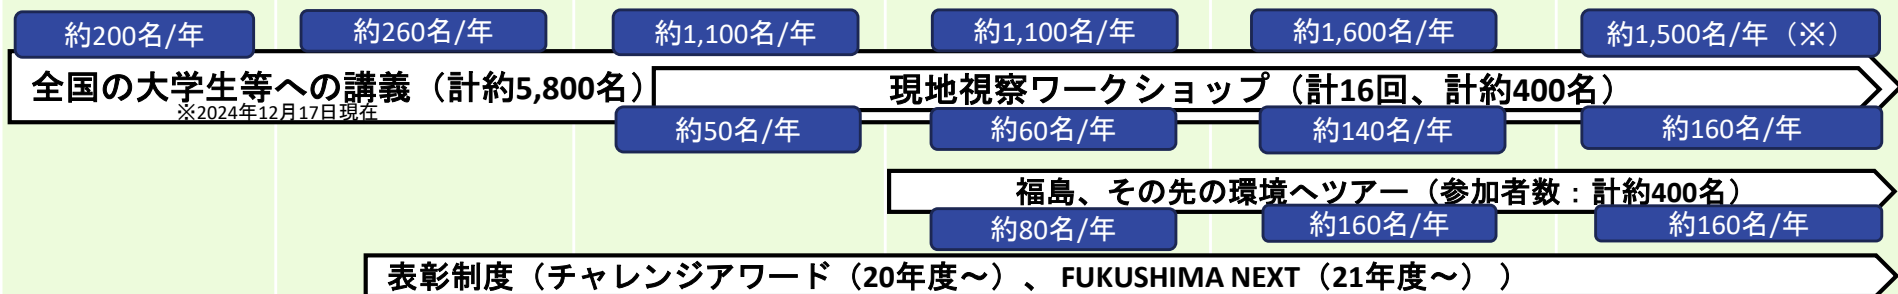 約200名/年 約260名/年 約1,100名/年 約1,100名/年 約1,600名/年 約1,500名/年（※）
全国の大学生等への講義（計約5,800名） 現地視察ワークショップ（計16回、計約400名）
※2024年12月17日現在
約50名/年 約60名/年 約140名/年 約160名/年
福島、その先の環境へツアー（参加者数：計約400名）
約80名/年 約160名/年 約160名/年
表彰制度（チャレンジアワード（20年度～）、 FUKUSHIMA NEXT（21年度～））